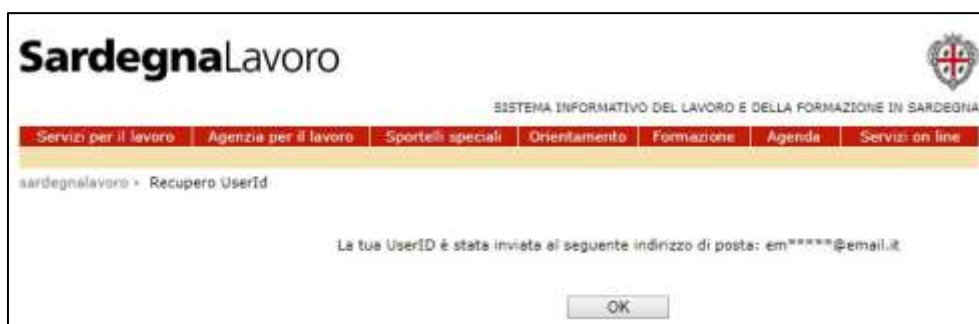 SardegnaLavoro
SISTEMA INFORMATIVO DEL LAVORO E DELLA FORMAZIONE IN SARDEGNA
Servizi per il lavoro Agenzia per il lavoro Sportelli speciali Orientamento Formazione Agenda Servizi on line
sardegnalavoro › Recupero UserId
La tua UserID è stata inviata al seguente indirizzo di posta: em*****@email.it
OK